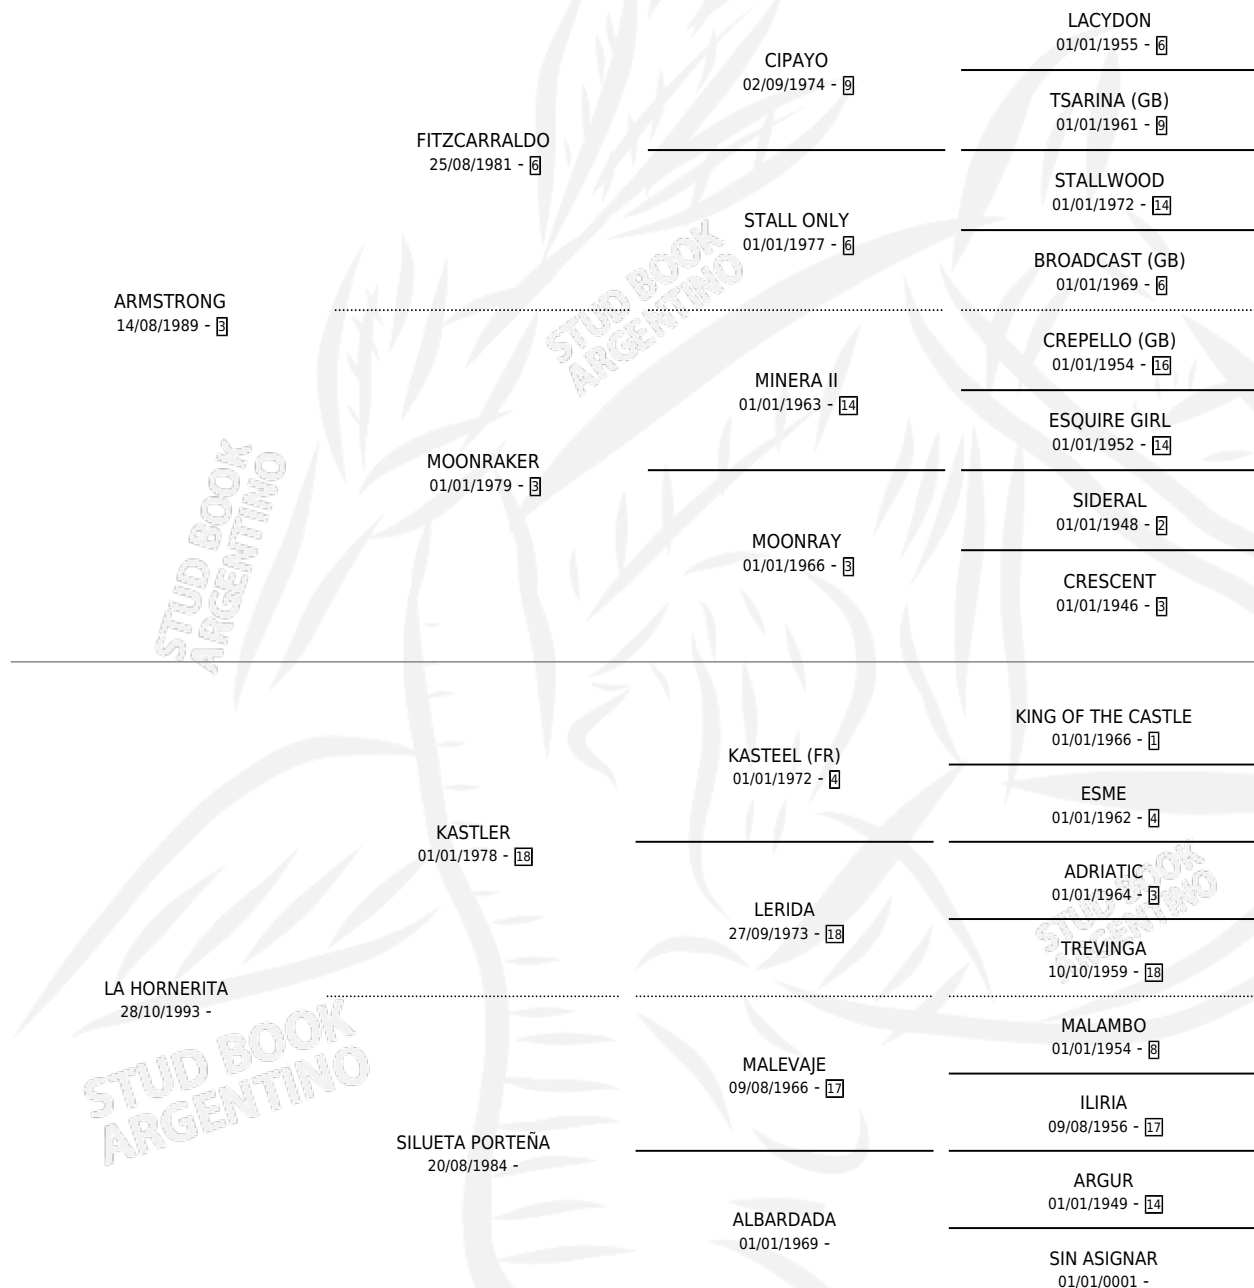 LACYDON
01/01/1955 - 6
CIPAYO
02/09/1974 - 9
TSARINA (GB)
01/01/1961 - 9
FITZCARRALDO
25/08/1981 - 6
STALLWOOD
01/01/1972 - 14
STALL ONLY
01/01/1977 - 6
BROADCAST (GB)
01/01/1969 - 6
STUD BOOK
ARGENTINO
ARMSTRONG
14/08/1989 - 3
CREPELLO (GB)
01/01/1954 - 16
MINERA II
01/01/1963 - 14
ESQUIRE GIRL
01/01/1952 - 14
MOONRAKER
01/01/1979 - 3
SIDERAL
01/01/1948 - 2
MOONRAY
01/01/1966 - 3
CRESCENT
01/01/1946 - 3
STUD BOOK
ARGENTINO
KING OF THE CASTLE
01/01/1966 - 1
KASTEEL (FR)
01/01/1972 - 4
ESME
01/01/1962 - 4
KASTLER
01/01/1978 - 18
ADRIATIC
01/01/1964 - 3
LERIDA
27/09/1973 - 18
STUD BOOK
ARGENTINO
TREVINGA
10/10/1959 - 18
LA HORNERITA
28/10/1993 -
MALAMBO
01/01/1954 - 8
MALEVAJE
09/08/1966 - 17
STUD BOOK
ARGENTINO
ILIRIA
09/08/1956 - 17
SILUETA PORTEÑA
20/08/1984 -
ARGUR
01/01/1949 - 14
ALBARDADA
01/01/1969 -
SIN ASIGNAR
01/01/0001 -